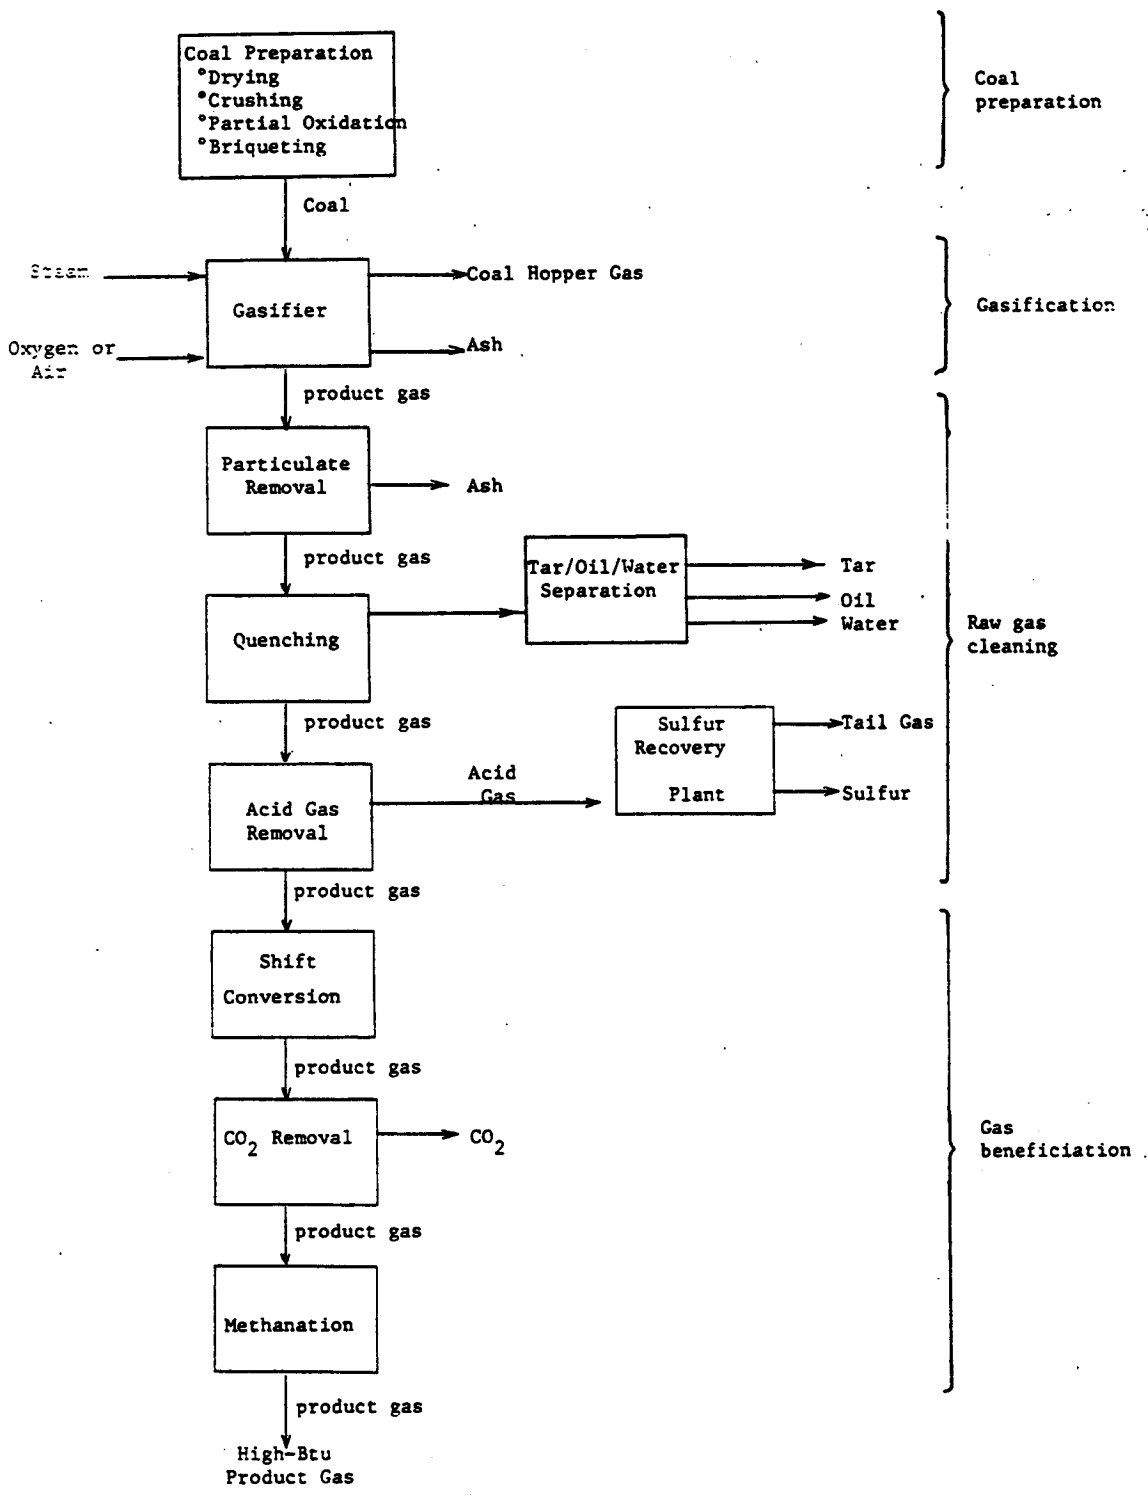 Coal Preparation
°Drying
°Crushing
°Partial Oxidation
°Briqueting
Coal
preparation
Coal
Steam
Coal Hopper Gas
Gasifier
Gasification
Oxygen or
Air
Ash
product gas
Particulate
Removal
Ash
product gas
Tar/Oil/Water
Separation
Tar
Oil
Water
Quenching
Raw gas
cleaning
product gas
Sulfur
Recovery
Plant
Tail Gas
Sulfur
Acid
Gas
Acid Gas
Removal
product gas
Shift
Conversion
product gas
CO2 Removal
CO2
Gas
beneficiation
product gas
Methanation
product gas
High-Btu
Product Gas